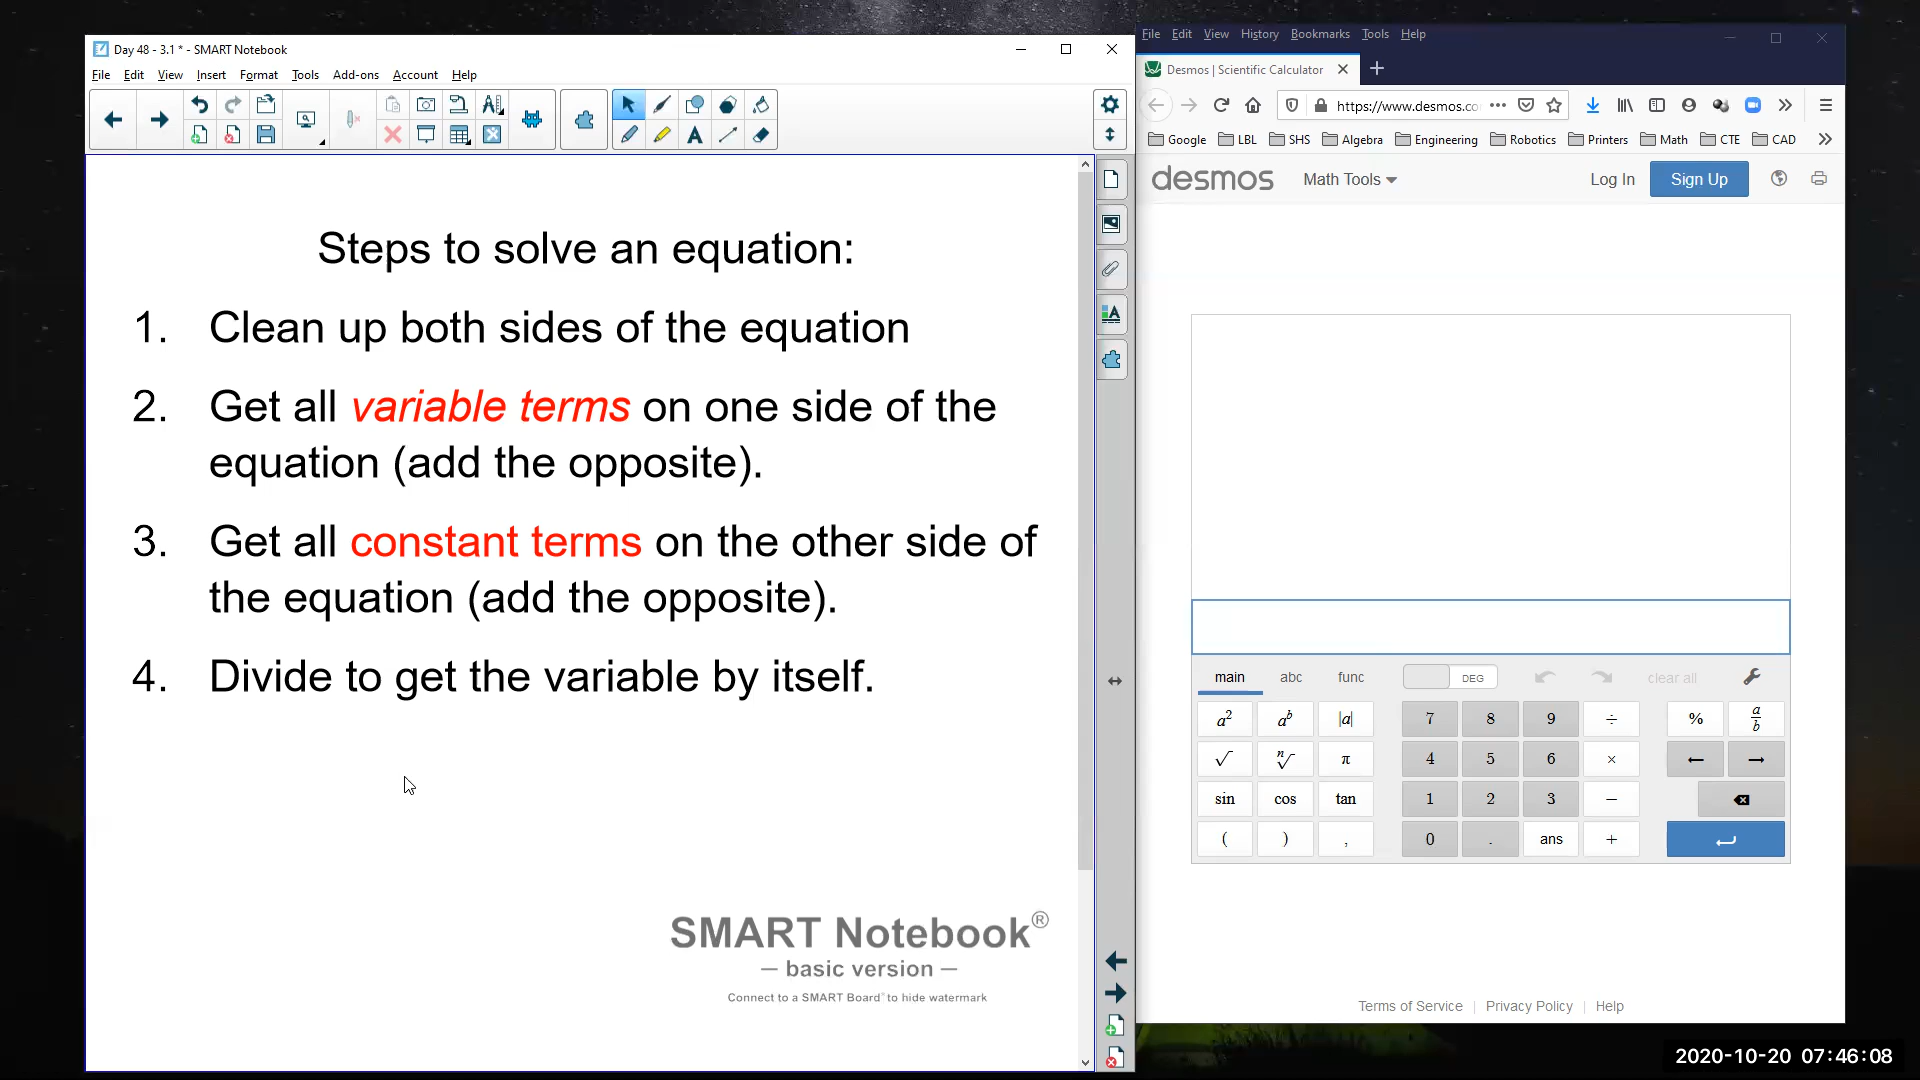 Day 48 - 3.1 * - SMART Notebook
File Edit View Insert Format Tools Add-ons Account Help
Steps to solve an equation:
1. Clean up both sides of the equation
2. Get all variable terms on one side of the
equation (add the opposite).
3. Get all constant terms on the other side of
the equation (add the opposite).
4. Divide to get the variable by itself.
SMART Notebook®
— basic version —
Connect to a SMART Board® to hide watermark
File Edit View History Bookmarks Tools Help
Desmos | Scientific Calculator
https://www.desmos.co
Google LBL SHS Algebra Engineering Robotics Printers Math CTE CAD
desmos Math Tools Log In Sign Up
main abc func DEG clear all
a² aᵇ |a| 7 8 9 ÷ % a/b
√ ⁿ√ π 4 5 6 × ← →
sin cos tan 1 2 3 −
( ) , 0 . ans +
Terms of Service | Privacy Policy | Help
2020-10-20 07:46:08